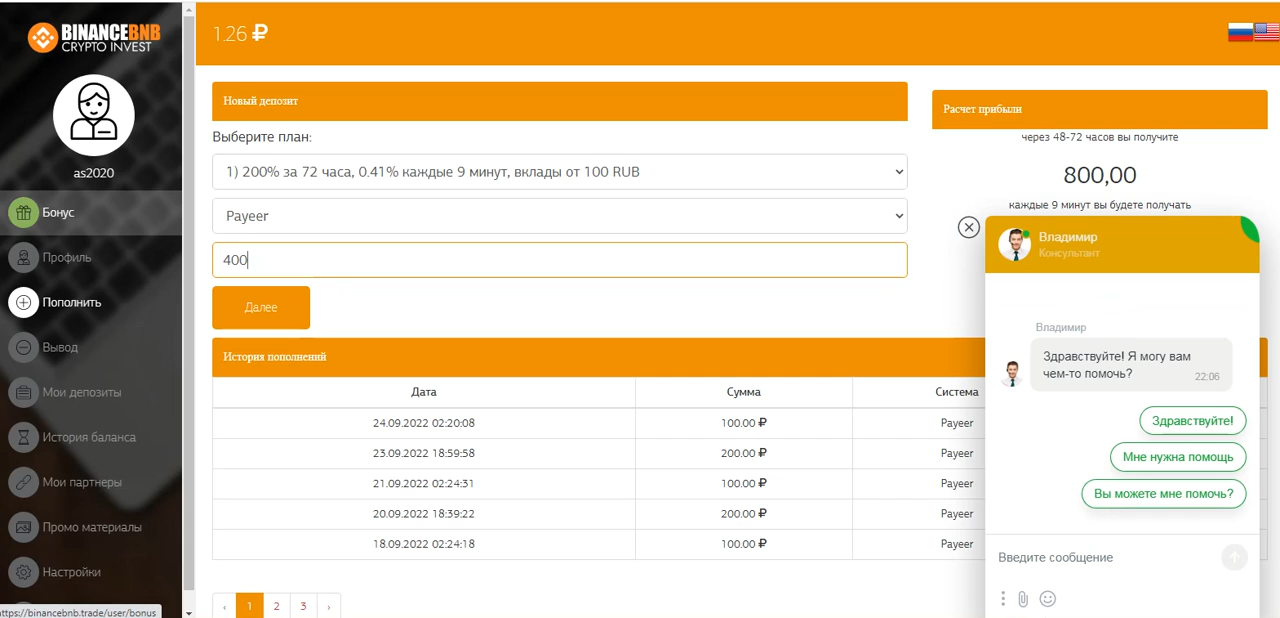 BINANCEBNB
CRYPTO INVEST
as2020
Бонус
Профиль
Пополнить
Вывод
Мои депозиты
История баланса
Мои партнеры
Промо материалы
Настройки
https://binancebnb.trade/user/bonus
1.26 ₽
Новый депозит
Выберите план:
1) 200% за 72 часа, 0.41% каждые 9 минут, вклады от 100 RUB
Payeer
400
Далее
Расчет прибыли
через 48-72 часов вы получите
800,00
каждые 9 минут вы будете получать
История пополнений
Дата Сумма Система
24.09.2022 02:20:08 100.00 ₽ Payeer
23.09.2022 18:59:58 200.00 ₽ Payeer
21.09.2022 02:24:31 100.00 ₽ Payeer
20.09.2022 18:39:22 200.00 ₽ Payeer
18.09.2022 02:24:18 100.00 ₽ Payeer
‹ 1 2 3 ›
Владимир
Консультант
Владимир
Здравствуйте! Я могу вам
чем-то помочь?
22:06
Здравствуйте!
Мне нужна помощь
Вы можете мне помочь?
Введите сообщение